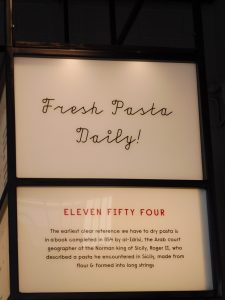 Fresh Pasta
Daily!
ELEVEN FIFTY FOUR
The earliest clear reference we have to dry pasta is
in a book completed in 1154 by al-Idrisi, the Arab court
geographer at the Norman king of Sicily, Roger II, who
described a pasta he encountered in Sicily, made from
flour & formed into long strings